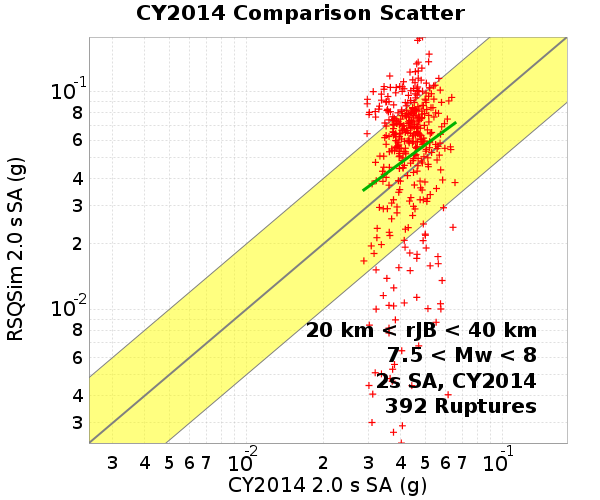 CY2014 Comparison Scatter
RSQSim 2.0 s SA (g)
10-1
8
6
4
3
2
10-2
8
6
4
3
20 km < rJB < 40 km
7.5 < Mw < 8
2s SA, CY2014
392 Ruptures
3 4 5 6 7 10-2 2 3 4 5 6 7 10-1
CY2014 2.0 s SA (g)